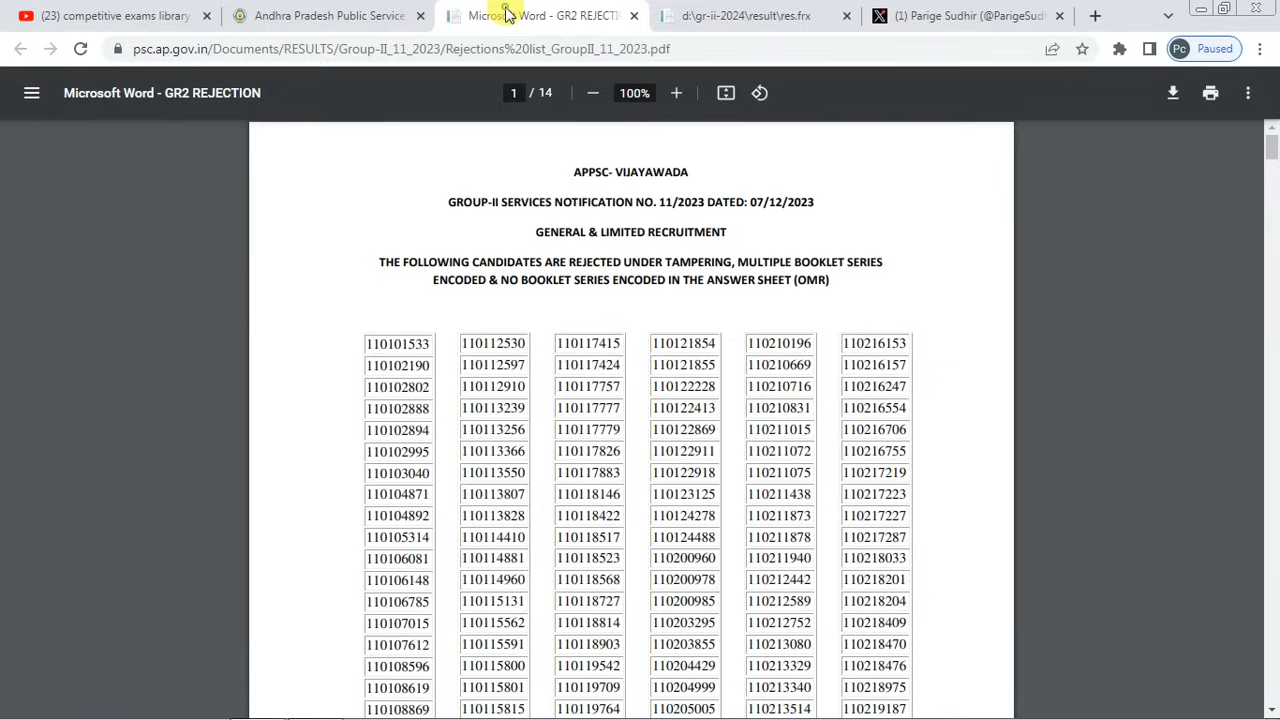 (23) competitive exams library
Andhra Pradesh Public Service
Microsoft Word - GR2 REJECTI
d:\gr-ii-2024\result\res.frx
(1) Parige Sudhir (@ParigeSudh
psc.ap.gov.in/Documents/RESULTS/Group-II_11_2023/Rejections%20list_GroupII_11_2023.pdf
Pc Paused
Microsoft Word - GR2 REJECTION
1 / 14
100%
APPSC- VIJAYAWADA
GROUP-II SERVICES NOTIFICATION NO. 11/2023 DATED: 07/12/2023
GENERAL & LIMITED RECRUITMENT
THE FOLLOWING CANDIDATES ARE REJECTED UNDER TAMPERING, MULTIPLE BOOKLET SERIES
ENCODED & NO BOOKLET SERIES ENCODED IN THE ANSWER SHEET (OMR)
110101533 110112530 110117415 110121854 110210196 110216153
110102190 110112597 110117424 110121855 110210669 110216157
110102802 110112910 110117757 110122228 110210716 110216247
110102888 110113239 110117777 110122413 110210831 110216554
110102894 110113256 110117779 110122869 110211015 110216706
110102995 110113366 110117826 110122911 110211072 110216755
110103040 110113550 110117883 110122918 110211075 110217219
110104871 110113807 110118146 110123125 110211438 110217223
110104892 110113828 110118422 110124278 110211873 110217227
110105314 110114410 110118517 110124488 110211878 110217287
110106081 110114881 110118523 110200960 110211940 110218033
110106148 110114960 110118568 110200978 110212442 110218201
110106785 110115131 110118727 110200985 110212589 110218204
110107015 110115562 110118814 110203295 110212752 110218409
110107612 110115591 110118903 110203855 110213080 110218470
110108596 110115800 110119542 110204429 110213329 110218476
110108619 110115801 110119709 110204999 110213340 110218975
110108869 110115815 110119764 110205005 110213514 110219187